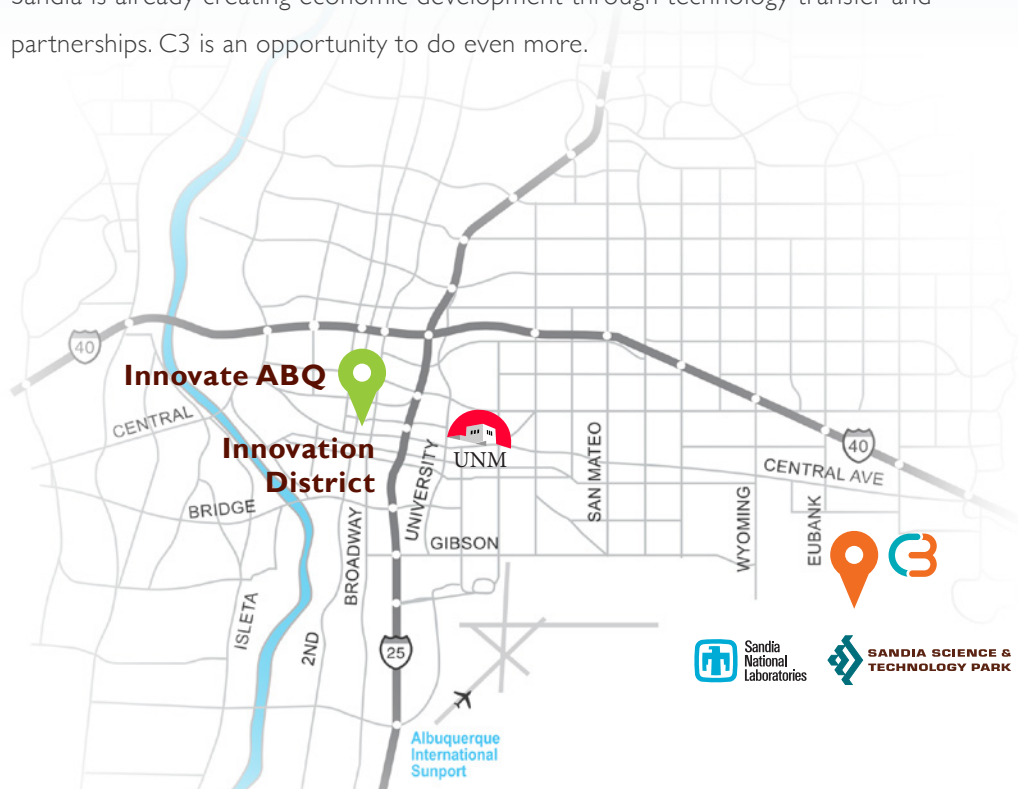 Sandia is already creating economic development through technology transfer and
partnerships. C3 is an opportunity to do even more.
40
Innovate ABQ
CENTRAL
Innovation
District
UNM
UNIVERSITY
SAN MATEO
40
CENTRAL AVE
BRIDGE
BROADWAY
GIBSON
WYOMING
EUBANK
C3
ISLETA
2ND
25
Sandia
National
Laboratories
SANDIA SCIENCE &
TECHNOLOGY PARK
Albuquerque
International
Sunport